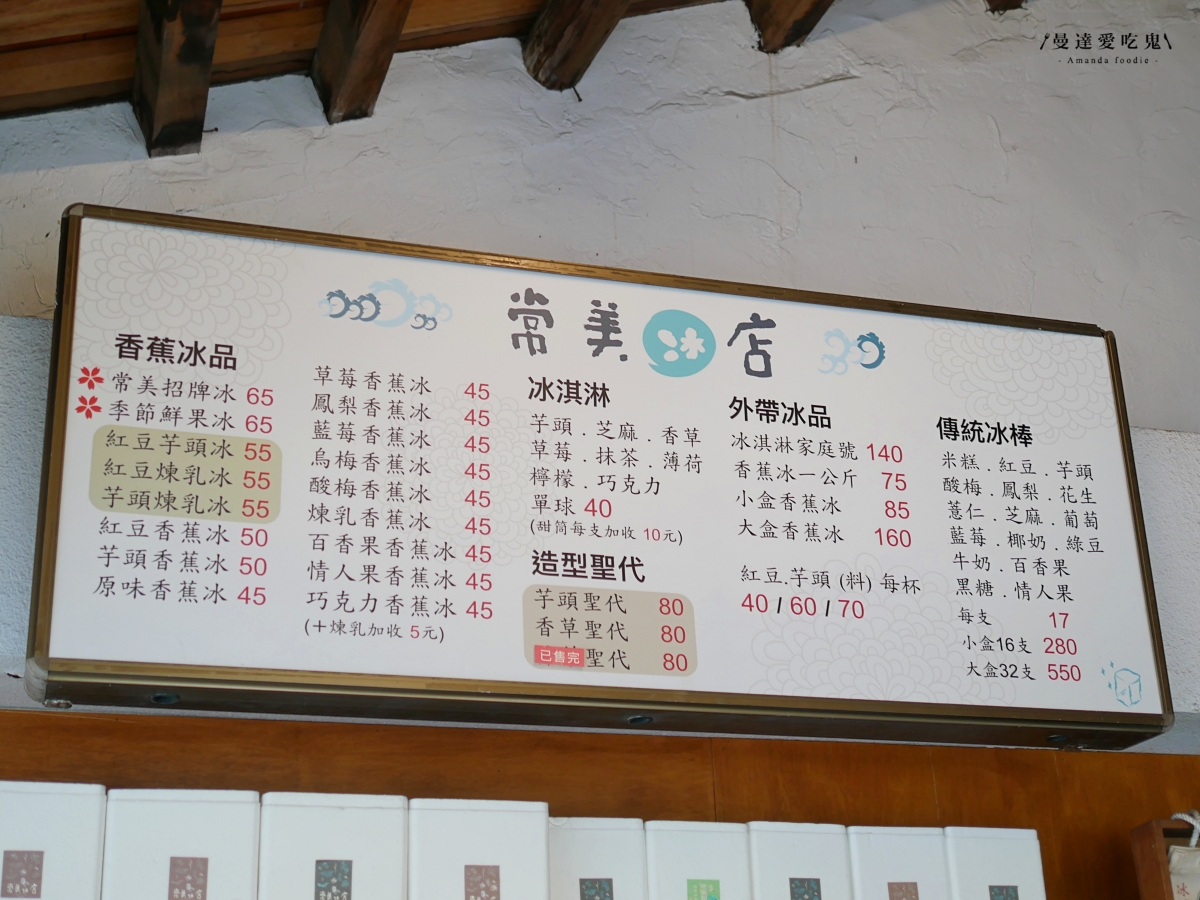 \曼達愛吃鬼\
- Amanda foodie -
常美冰店
香蕉冰品
常美招牌冰 65
季節鮮果冰 65
紅豆芋頭冰 55
紅豆煉乳冰 55
芋頭煉乳冰 55
紅豆香蕉冰 50
芋頭香蕉冰 50
原味香蕉冰 45
草莓香蕉冰 45
鳳梨香蕉冰 45
藍莓香蕉冰 45
烏梅香蕉冰 45
酸梅香蕉冰 45
煉乳香蕉冰 45
百香果香蕉冰 45
情人果香蕉冰 45
巧克力香蕉冰 45
(＋煉乳加收 5元)
冰淇淋
芋頭．芝麻．香草
草莓．抹茶．薄荷
檸檬．巧克力
單球 40
(甜筒每支加收 10元)
造型聖代
芋頭聖代 80
香草聖代 80
已售完 聖代 80
外帶冰品
冰淇淋家庭號 140
香蕉冰一公斤 75
小盒香蕉冰 85
大盒香蕉冰 160
紅豆.芋頭 (料) 每杯
40 / 60 / 70
傳統冰棒
米糕．紅豆．芋頭
酸梅．鳳梨．花生
薏仁．芝麻．葡萄
藍莓．椰奶．綠豆
牛奶．百香果
黑糖．情人果
每支 17
小盒16支 280
大盒32支 550